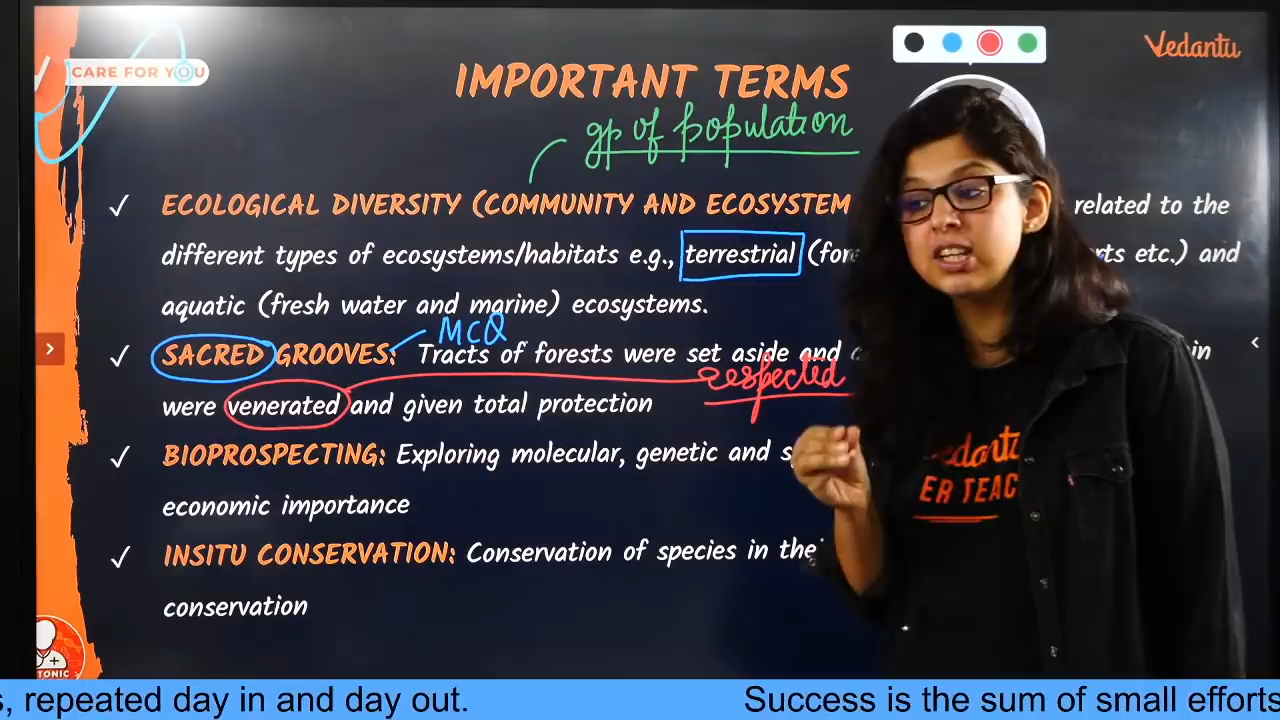 CARE FOR YOU
Vedantu
IMPORTANT TERMS
gp of population
✓ ECOLOGICAL DIVERSITY (COMMUNITY AND ECOSYSTEM related to the
different types of ecosystems/habitats e.g., terrestrial (fore etc.) and
aquatic (fresh water and marine) ecosystems.
MCQ
✓ SACRED GROOVES: Tracts of forests were set aside and in
respected
were venerated and given total protection
✓ BIOPROSPECTING: Exploring molecular, genetic and
economic importance
✓ INSITU CONSERVATION: Conservation of species in the
conservation
edantu
ER TEAC
TONIC
s, repeated day in and day out. Success is the sum of small efforts